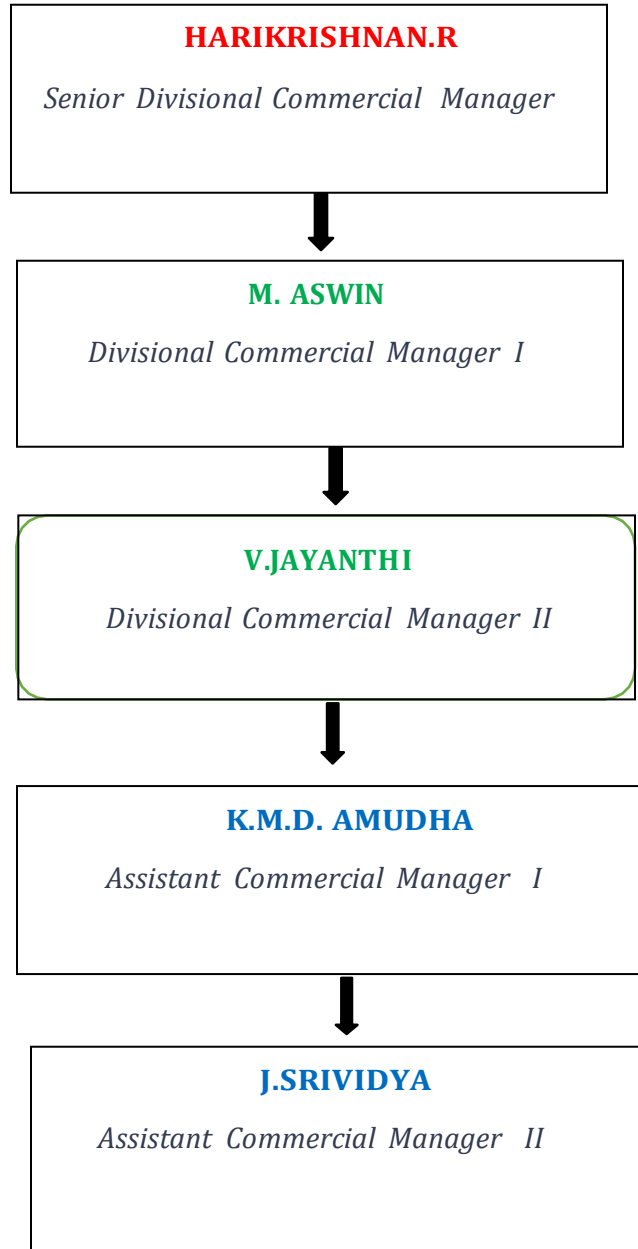 HARIKRISHNAN.R
Senior Divisional Commercial Manager
M. ASWIN
Divisional Commercial Manager I
V.JAYANTHI
Divisional Commercial Manager II
K.M.D. AMUDHA
Assistant Commercial Manager I
J.SRIVIDYA
Assistant Commercial Manager II